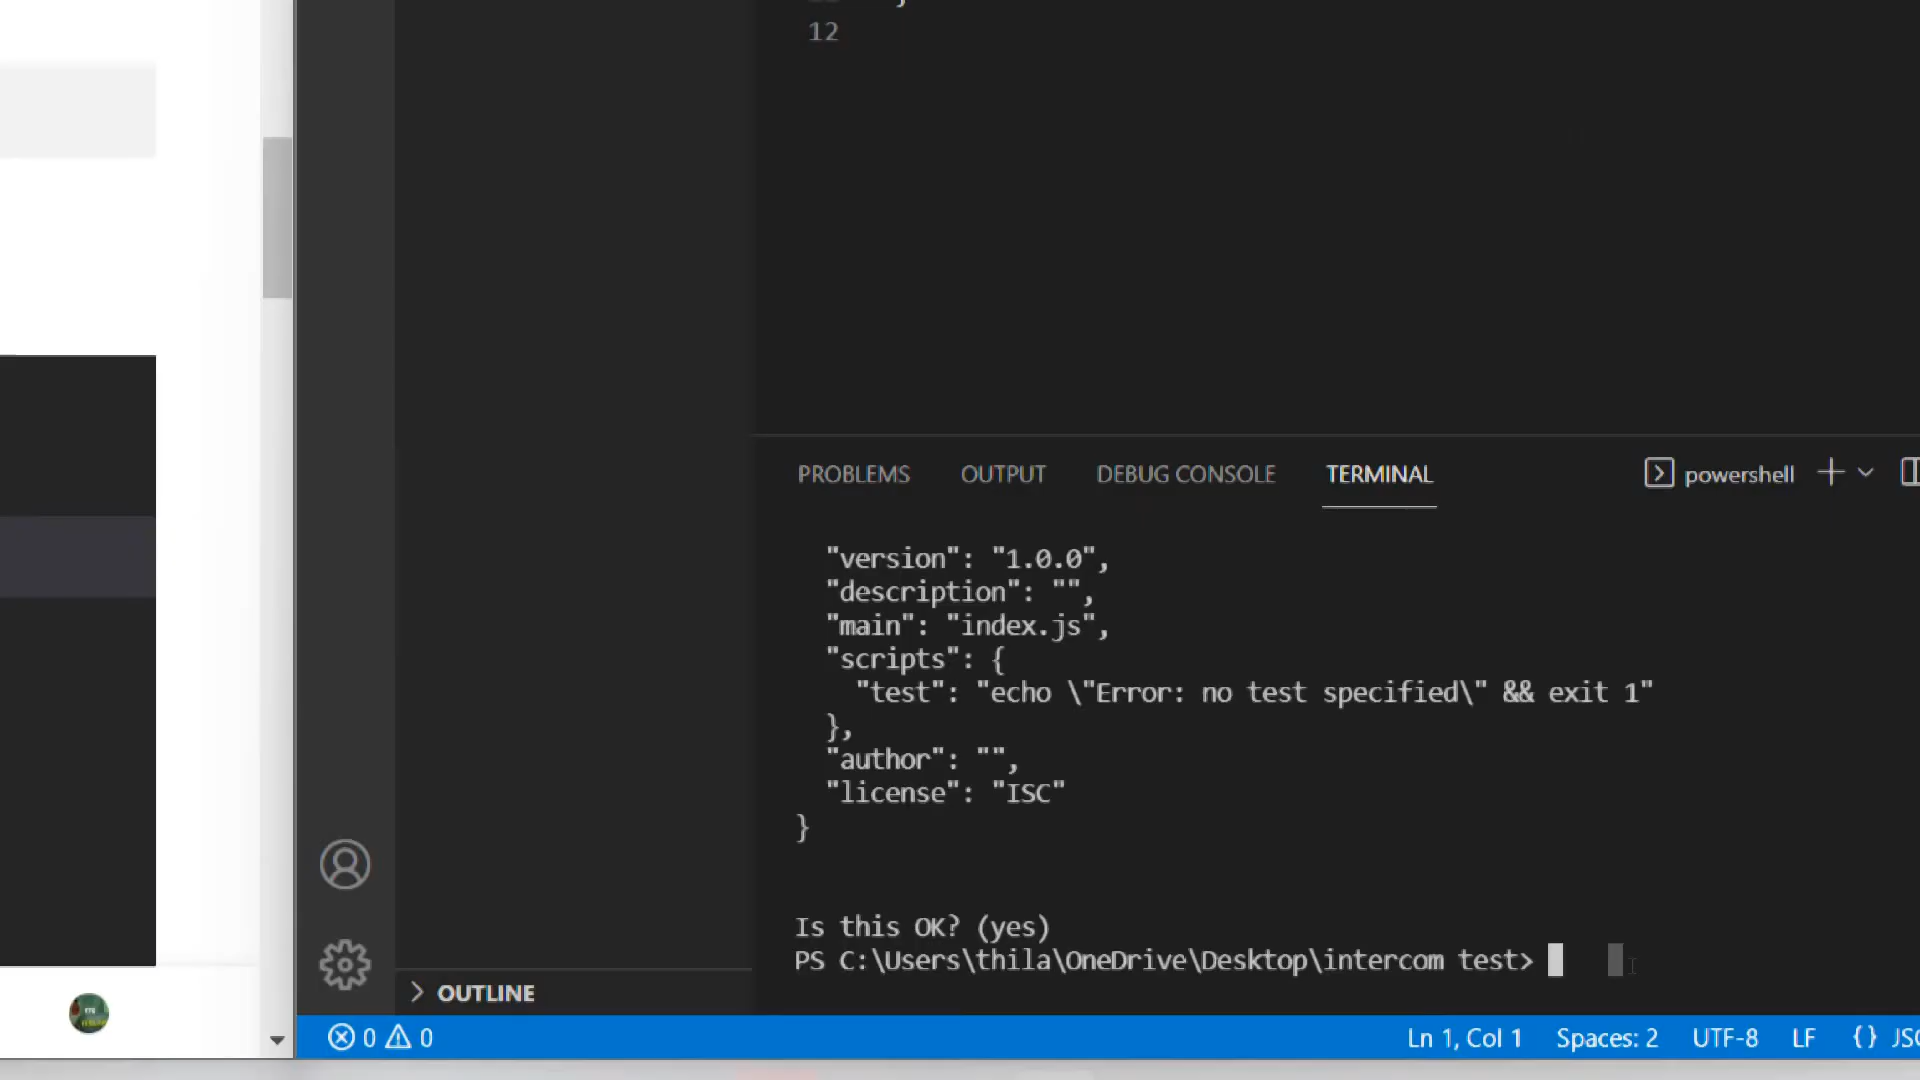 12
PROBLEMS OUTPUT DEBUG CONSOLE TERMINAL powershell
"version": "1.0.0",
"description": "",
"main": "index.js",
"scripts": {
"test": "echo \"Error: no test specified\" && exit 1"
},
"author": "",
"license": "ISC"
}
Is this OK? (yes)
PS C:\Users\thila\OneDrive\Desktop\intercom test>
OUTLINE
0 0 Ln 1, Col 1 Spaces: 2 UTF-8 LF {}